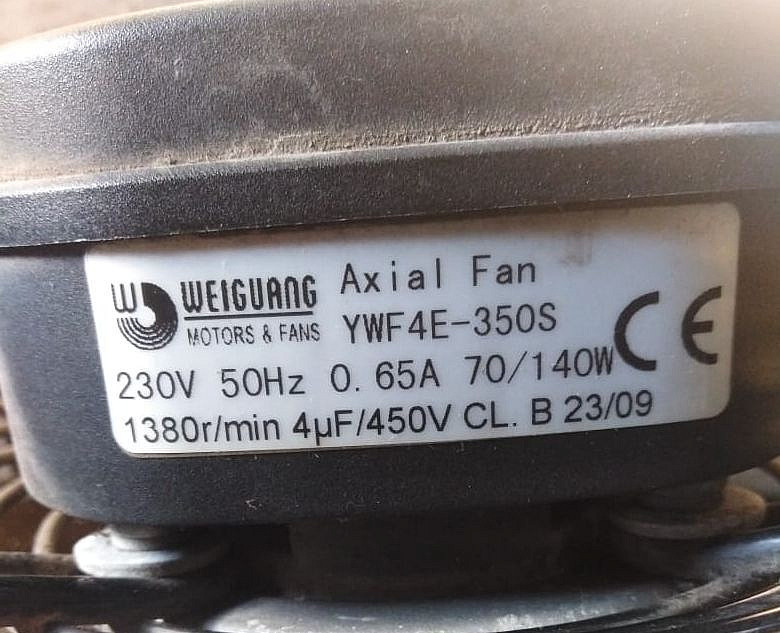 WEIGUANG
MOTORS & FANS
Axial Fan
YWF4E-350S
CE
230V 50Hz 0.65A 70/140W
1380r/min 4µF/450V CL. B 23/09